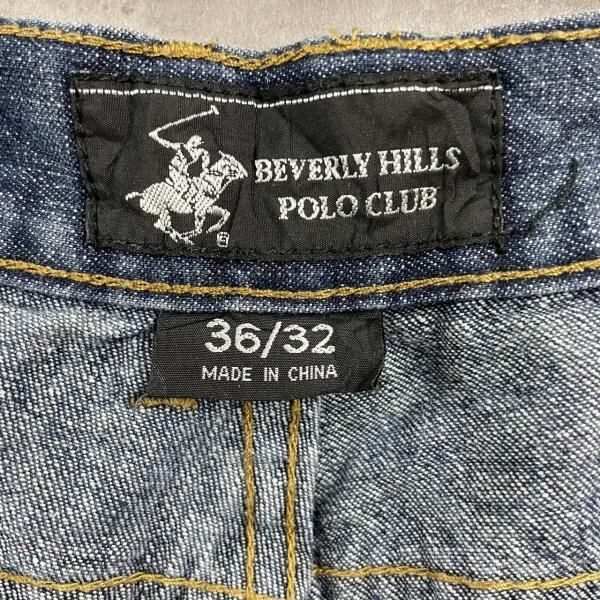 BEVERLY HILLS
POLO CLUB
®
36/32
MADE IN CHINA